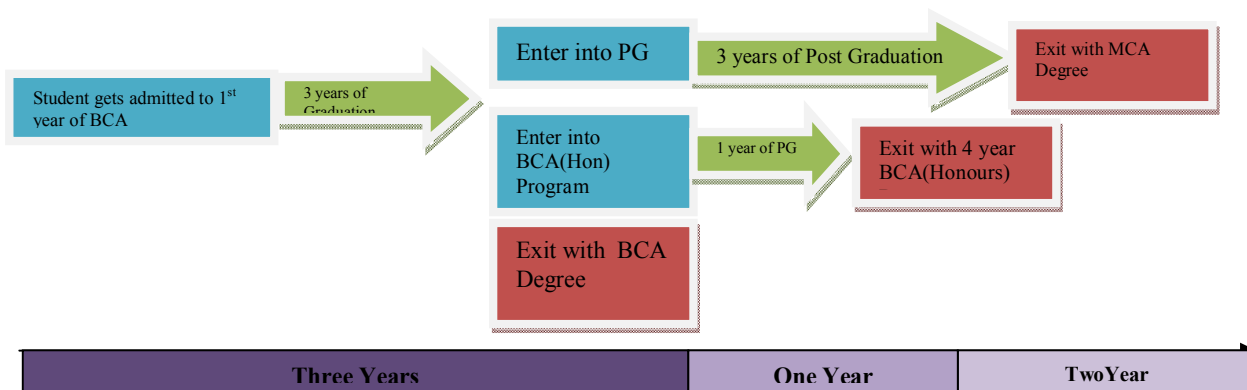 Student gets admitted to 1st
year of BCA
3 years of
Graduation
Enter into PG
3 years of Post Graduation
Exit with MCA
Degree
Enter into
BCA(Hon)
Program
1 year of PG
Exit with 4 year
BCA(Honours)
Exit with BCA
Degree
Three Years
One Year
TwoYear